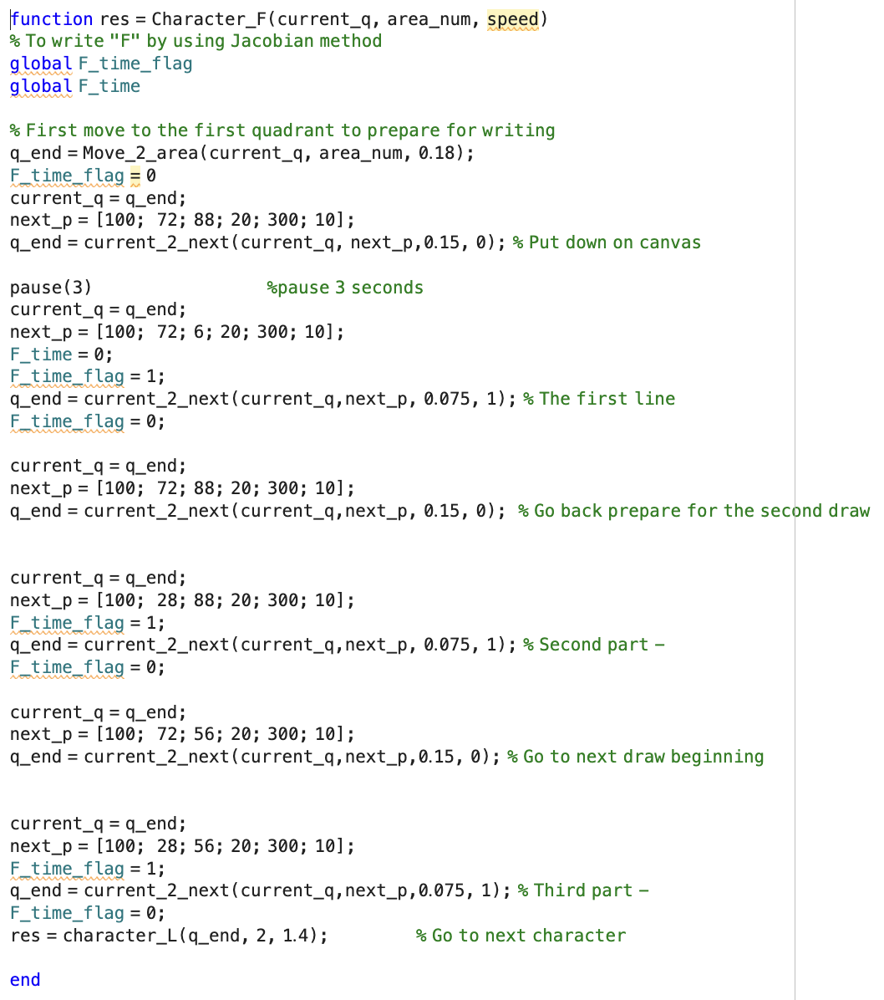 function res = Character_F(current_q, area_num, speed)
% To write "F" by using Jacobian method
global F_time_flag
global F_time
% First move to the first quadrant to prepare for writing
q_end = Move_2_area(current_q, area_num, 0.18);
F_time_flag = 0
current_q = q_end;
next_p = [100; 72; 88; 20; 300; 10];
q_end = current_2_next(current_q, next_p,0.15, 0); % Put down on canvas
pause(3) %pause 3 seconds
current_q = q_end;
next_p = [100; 72; 6; 20; 300; 10];
F_time = 0;
F_time_flag = 1;
q_end = current_2_next(current_q,next_p, 0.075, 1); % The first line
F_time_flag = 0;
current_q = q_end;
next_p = [100; 72; 88; 20; 300; 10];
q_end = current_2_next(current_q,next_p, 0.15, 0); % Go back prepare for the second draw
current_q = q_end;
next_p = [100; 28; 88; 20; 300; 10];
F_time_flag = 1;
q_end = current_2_next(current_q,next_p, 0.075, 1); % Second part –
F_time_flag = 0;
current_q = q_end;
next_p = [100; 72; 56; 20; 300; 10];
q_end = current_2_next(current_q,next_p,0.15, 0); % Go to next draw beginning
current_q = q_end;
next_p = [100; 28; 56; 20; 300; 10];
F_time_flag = 1;
q_end = current_2_next(current_q,next_p,0.075, 1); % Third part –
F_time_flag = 0;
res = character_L(q_end, 2, 1.4); % Go to next character
end